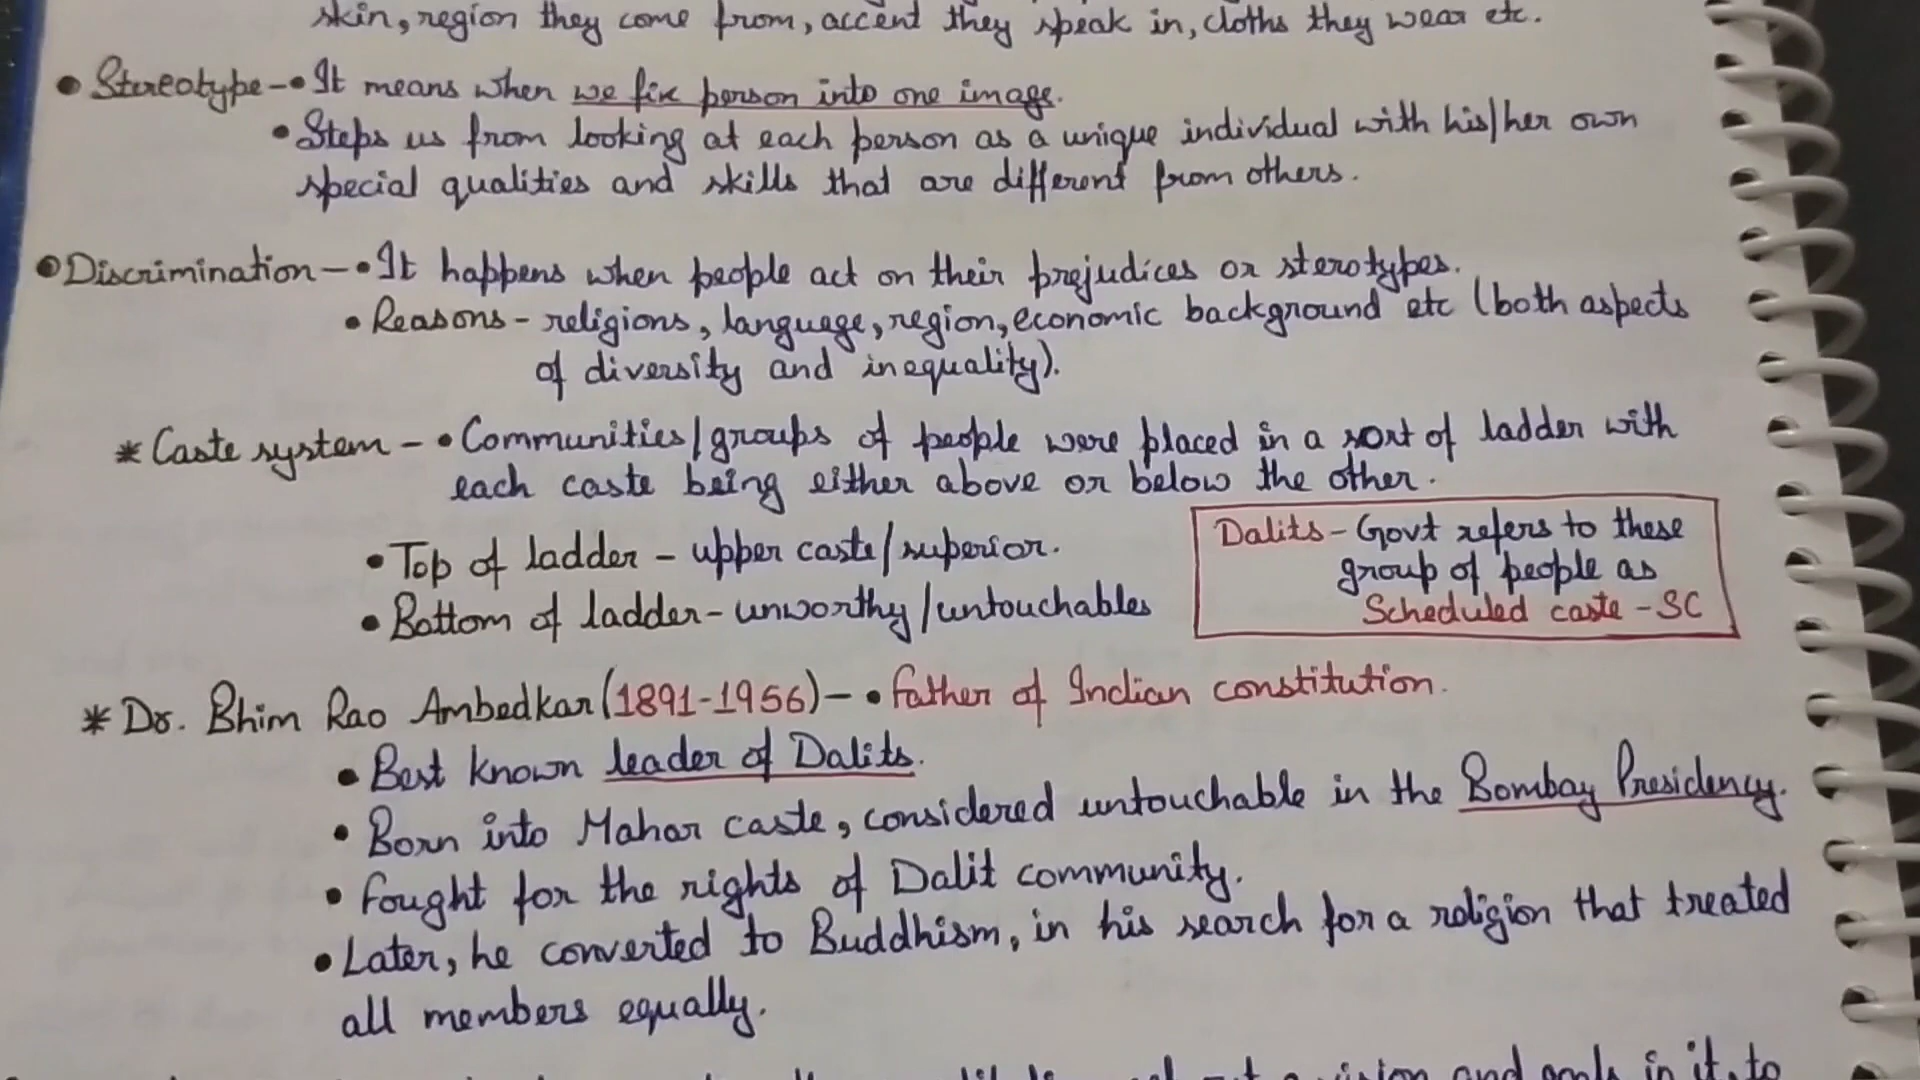 skin, region they come from, accent they speak in, cloths they wear etc.
• Stereotype - • It means when we fix person into one image.
• Steps us from looking at each person as a unique individual with his/her own
special qualities and skills that are different from others.
• Discrimination - • It happens when people act on their prejudices or sterotypes.
• Reasons - religions, language, region, economic background etc (both aspects
of diversity and inequality).
* Caste system - • Communities/groups of people were placed in a sort of ladder with
each caste being either above or below the other.
• Top of ladder - upper caste/superior.
• Bottom of ladder - unworthy/untouchables
Dalits - Govt refers to these
group of people as
Scheduled caste - SC
* Dr. Bhim Rao Ambedkar (1891-1956) - • Father of Indian constitution.
• Best known leader of Dalits.
• Born into Mahar caste, considered untouchable in the Bombay Presidency.
• Fought for the rights of Dalit community.
• Later, he converted to Buddhism, in his search for a religion that treated
all members equally.
and goals in it, to